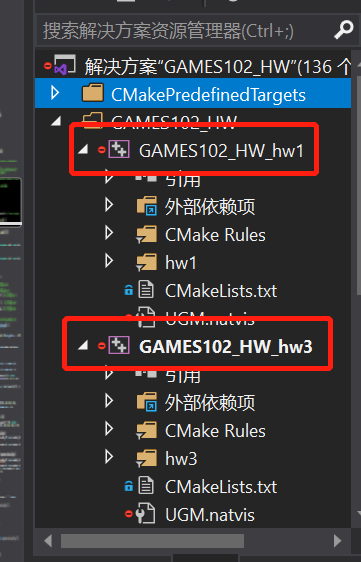 搜索解决方案资源管理器(Ctrl+;)
解决方案"GAMES102_HW"(136 个
CMakePredefinedTargets
GAMES102_HW
GAMES102_HW_hw1
引用
外部依赖项
CMake Rules
hw1
CMakeLists.txt
UGM.natvis
GAMES102_HW_hw3
引用
外部依赖项
CMake Rules
hw3
CMakeLists.txt
UGM.natvis